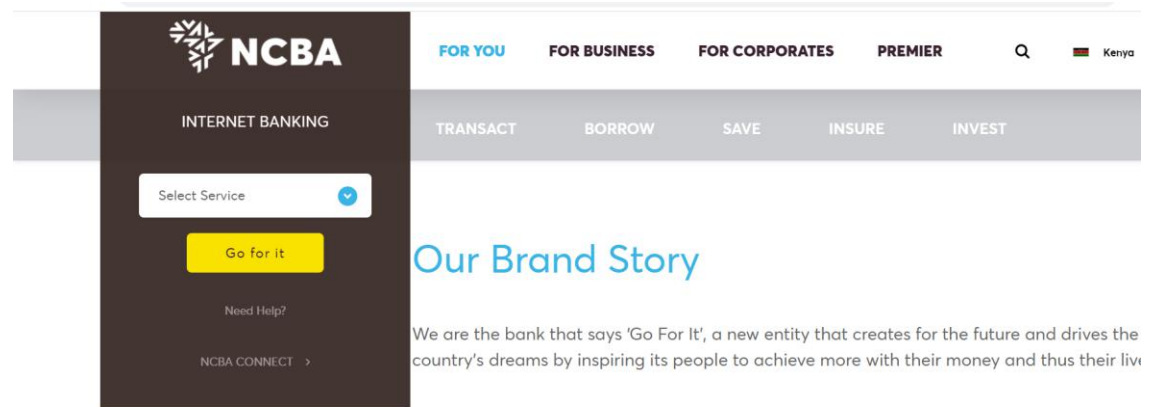 NCBA
FOR YOU FOR BUSINESS FOR CORPORATES PREMIER Kenya
INTERNET BANKING
TRANSACT BORROW SAVE INSURE INVEST
Select Service
Go for it
Need Help?
NCBA CONNECT >
Our Brand Story
We are the bank that says 'Go For It', a new entity that creates for the future and drives the
country's dreams by inspiring its people to achieve more with their money and thus their